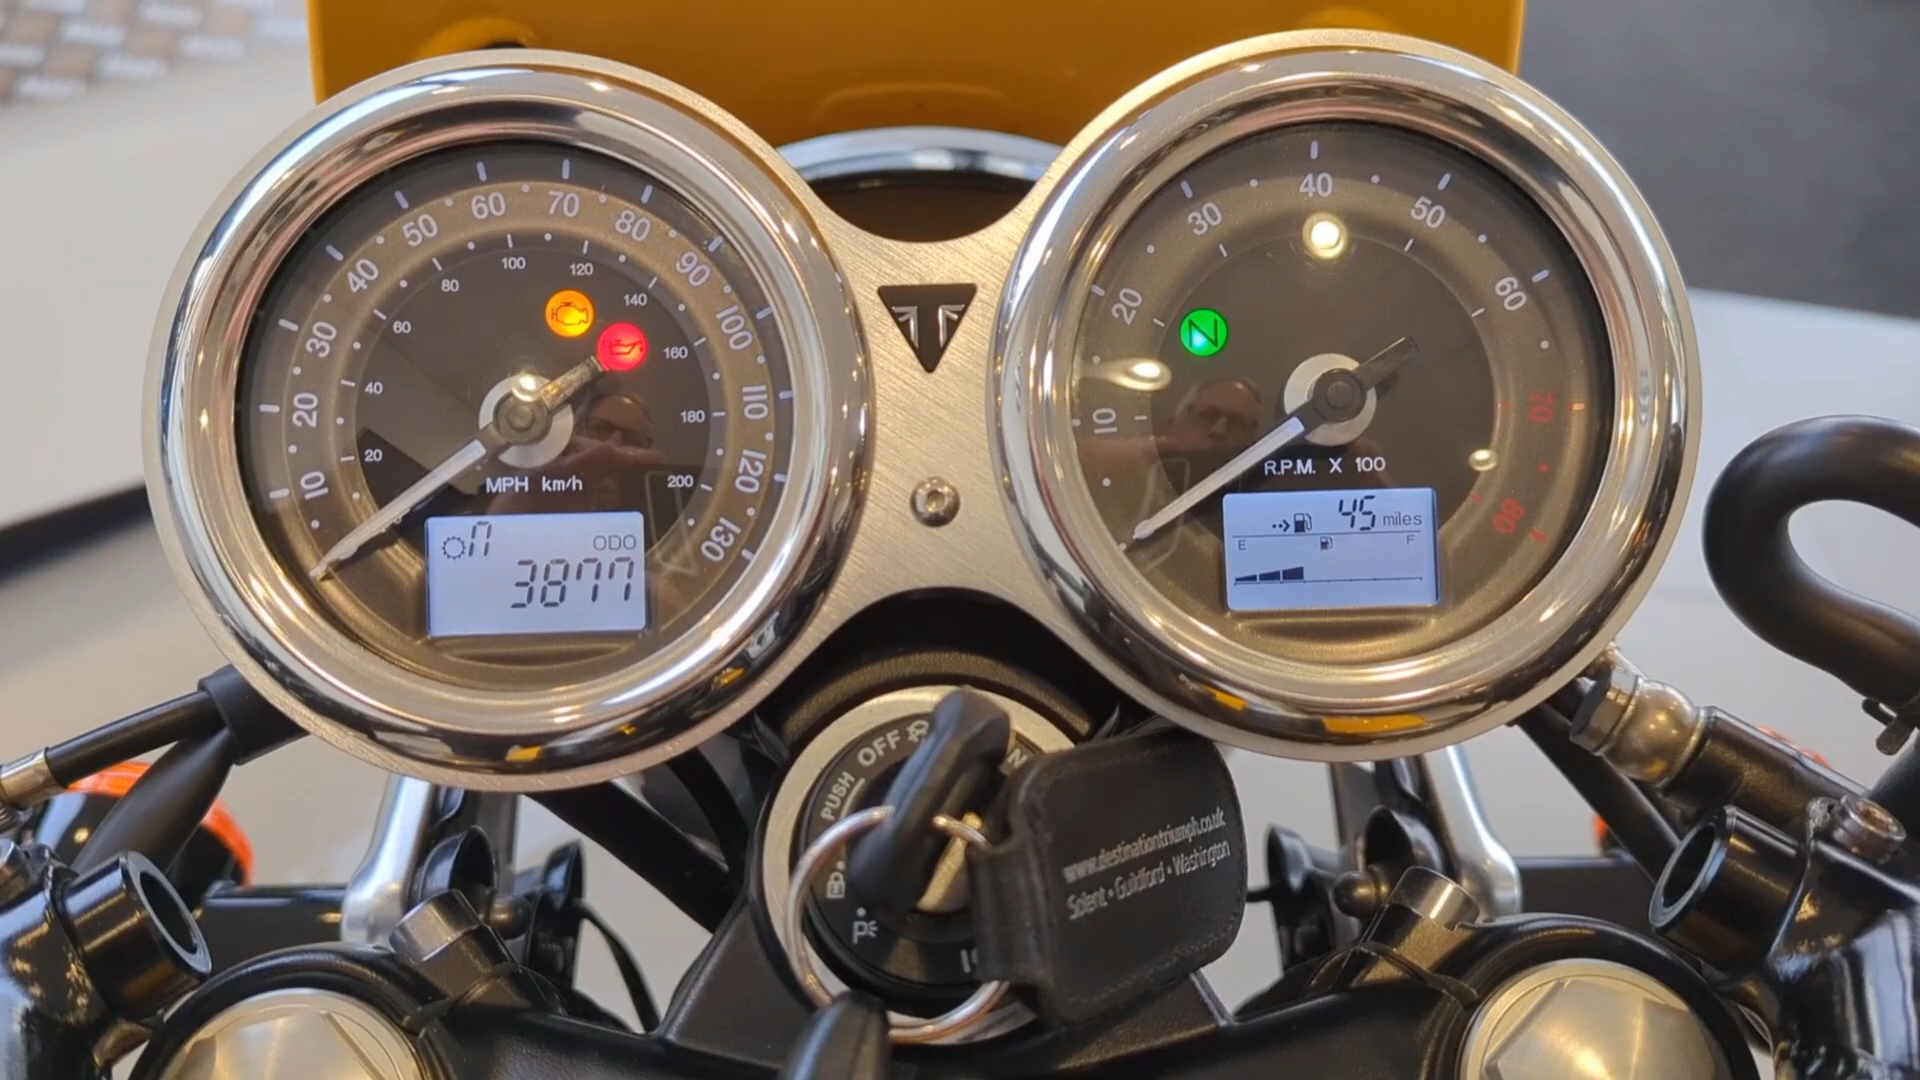 10
20
30
40
50
60
70
80
90
100
110
120
130
20
40
60
80
100
120
140
160
180
200
MPH km/h
n ODO
3877
10
20
30
40
50
60
70
80
N
R.P.M. X 100
45 miles
E F
OFF
PUSH
P
www.destinationtriumph.co.uk
Solent • Guildford • Washington